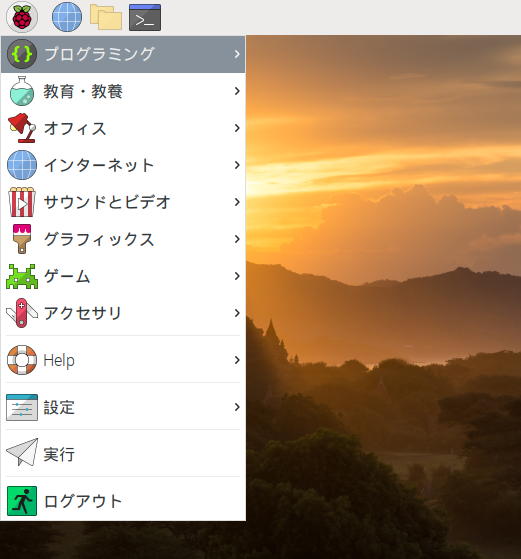 プログラミング
教育・教養
オフィス
インターネット
サウンドとビデオ
グラフィックス
ゲーム
アクセサリ
Help
設定
実行
ログアウト